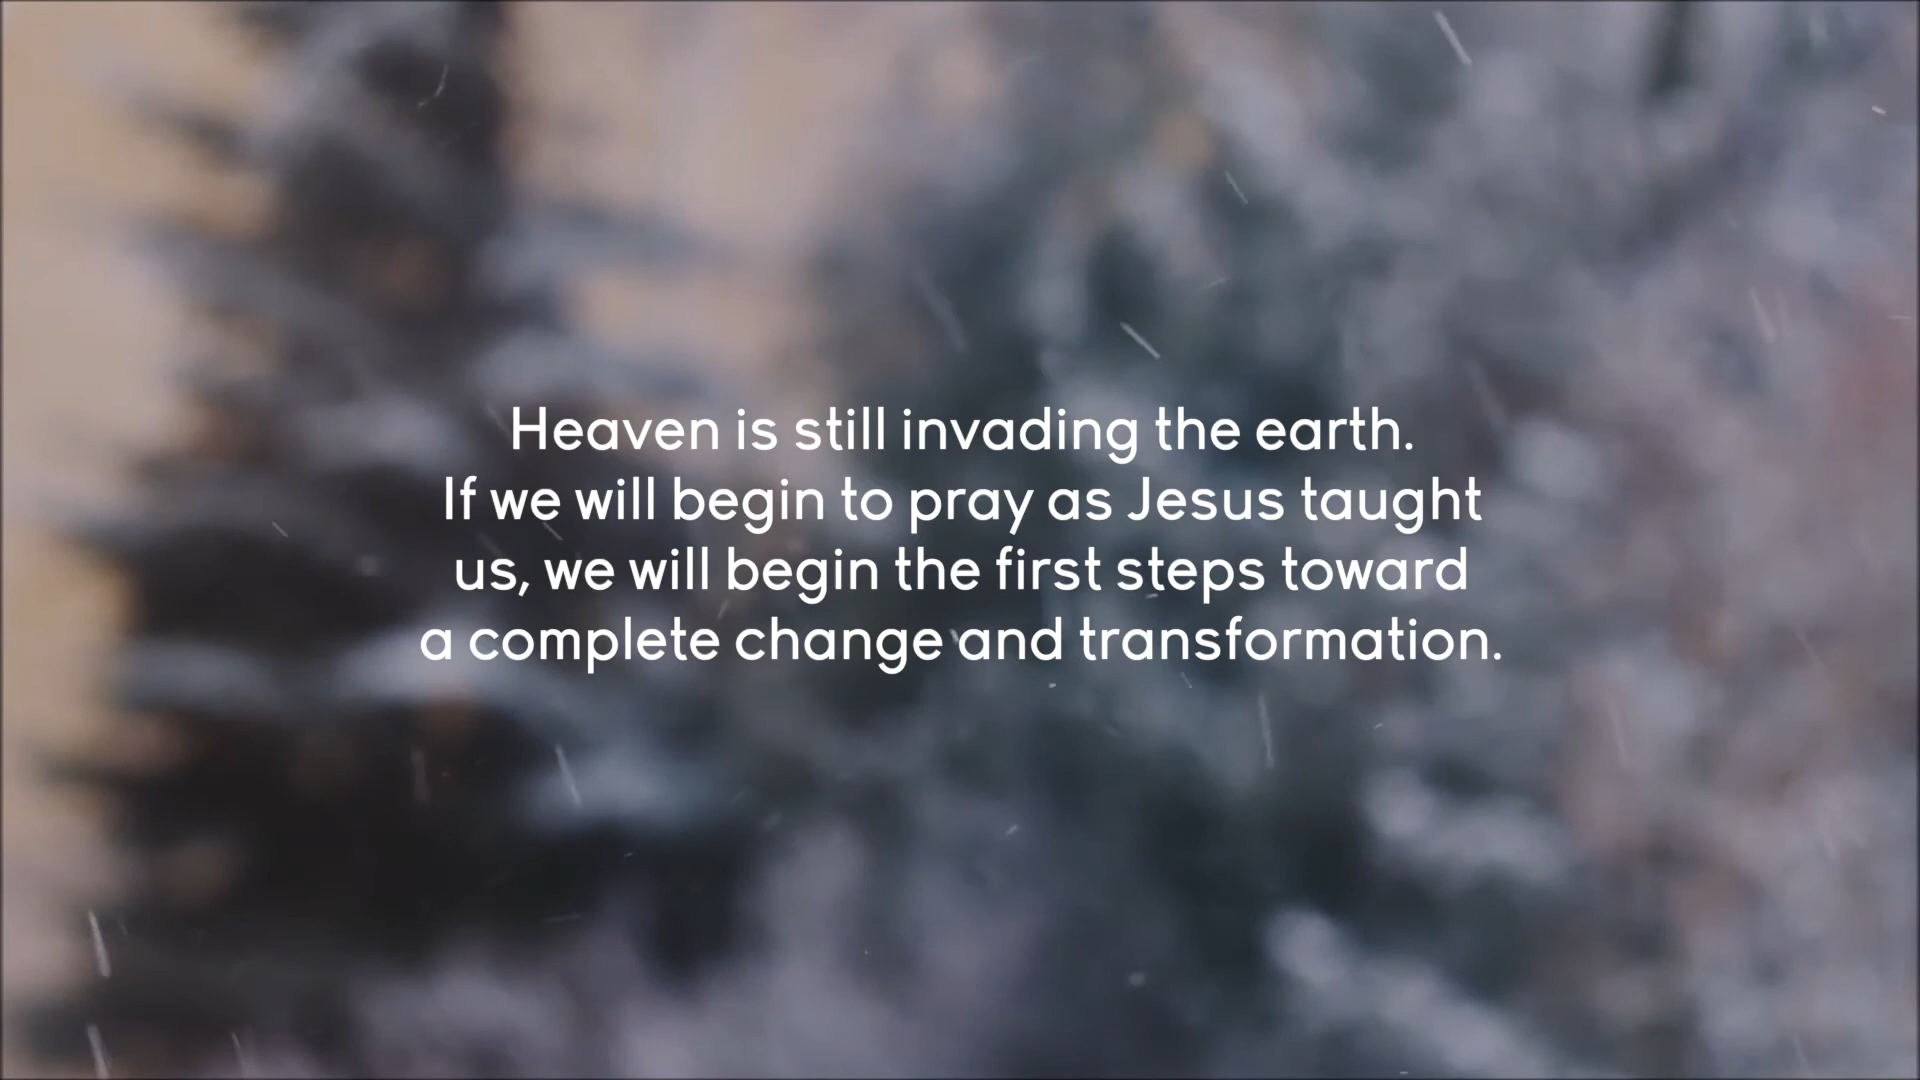 Heaven is still invading the earth.
If we will begin to pray as Jesus taught
us, we will begin the first steps toward
a complete change and transformation.